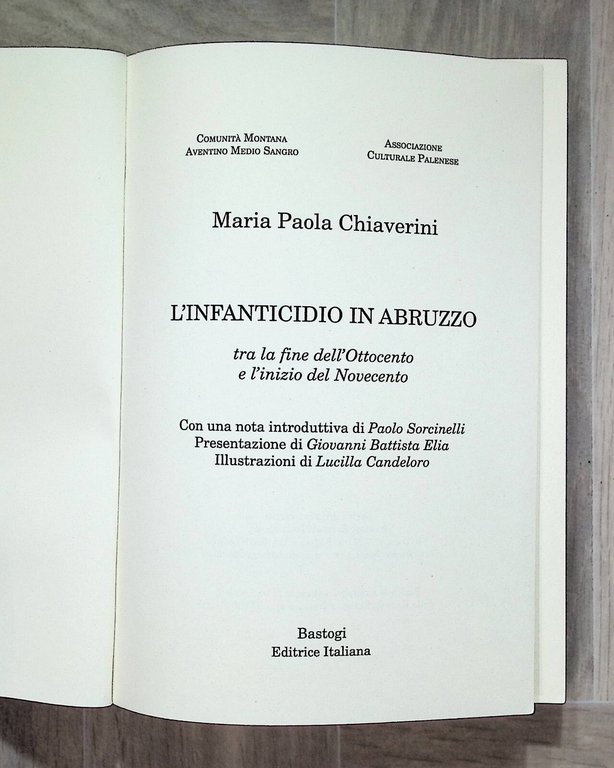 COMUNITÀ MONTANA
AVENTINO MEDIO SANGRO
ASSOCIAZIONE
CULTURALE PALENESE
Maria Paola Chiaverini
L'INFANTICIDIO IN ABRUZZO
tra la fine dell'Ottocento
e l'inizio del Novecento
Con una nota introduttiva di Paolo Sorcinelli
Presentazione di Giovanni Battista Elia
Illustrazioni di Lucilla Candeloro
Bastogi
Editrice Italiana